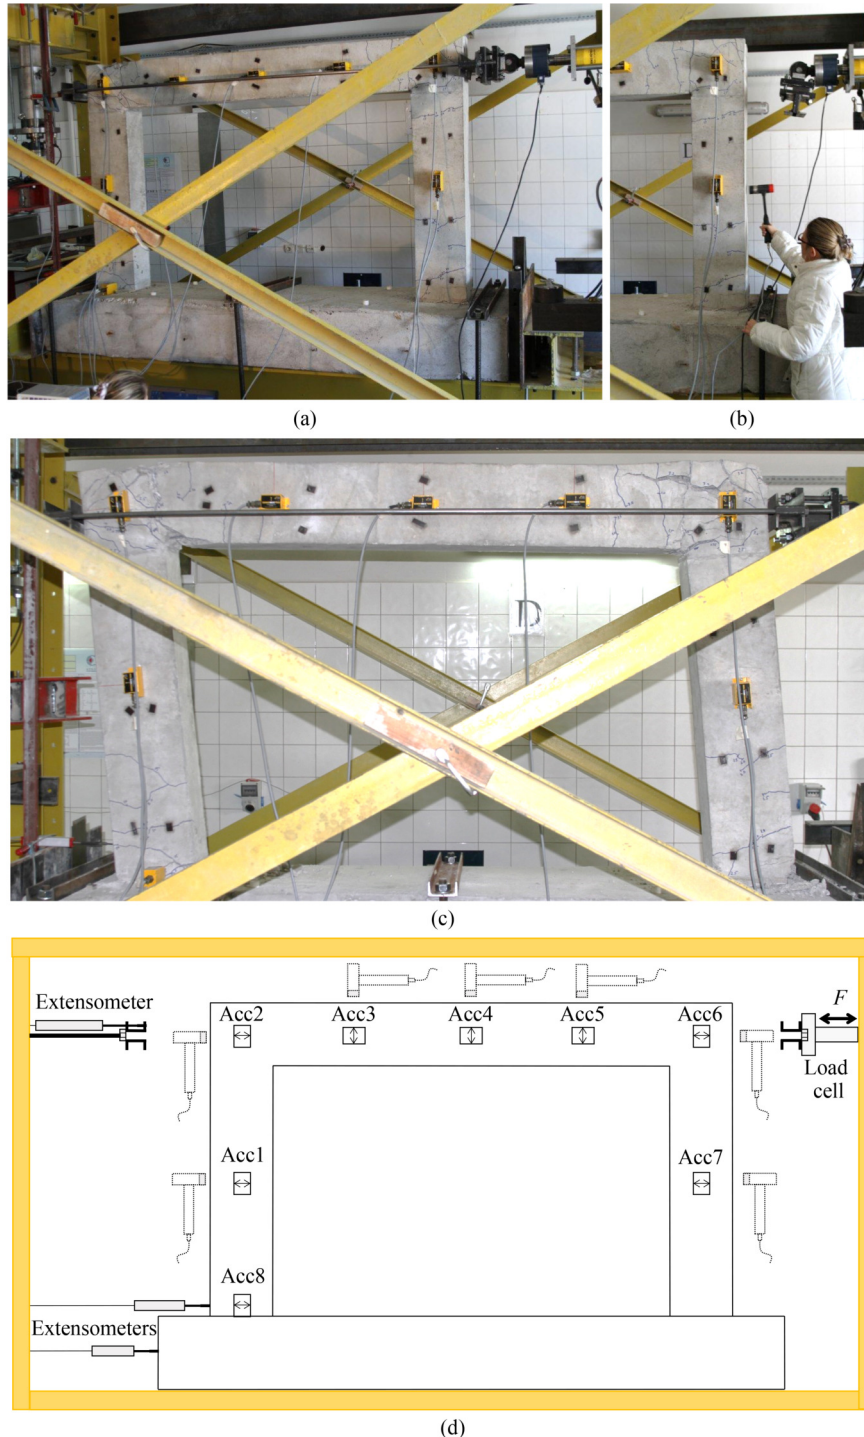 D
(a)
(b)
D
(c)
Extensometer
Acc2
Acc3
Acc4
Acc5
Acc6
F
Load
cell
Acc1
Acc7
Acc8
Extensometers
(d)